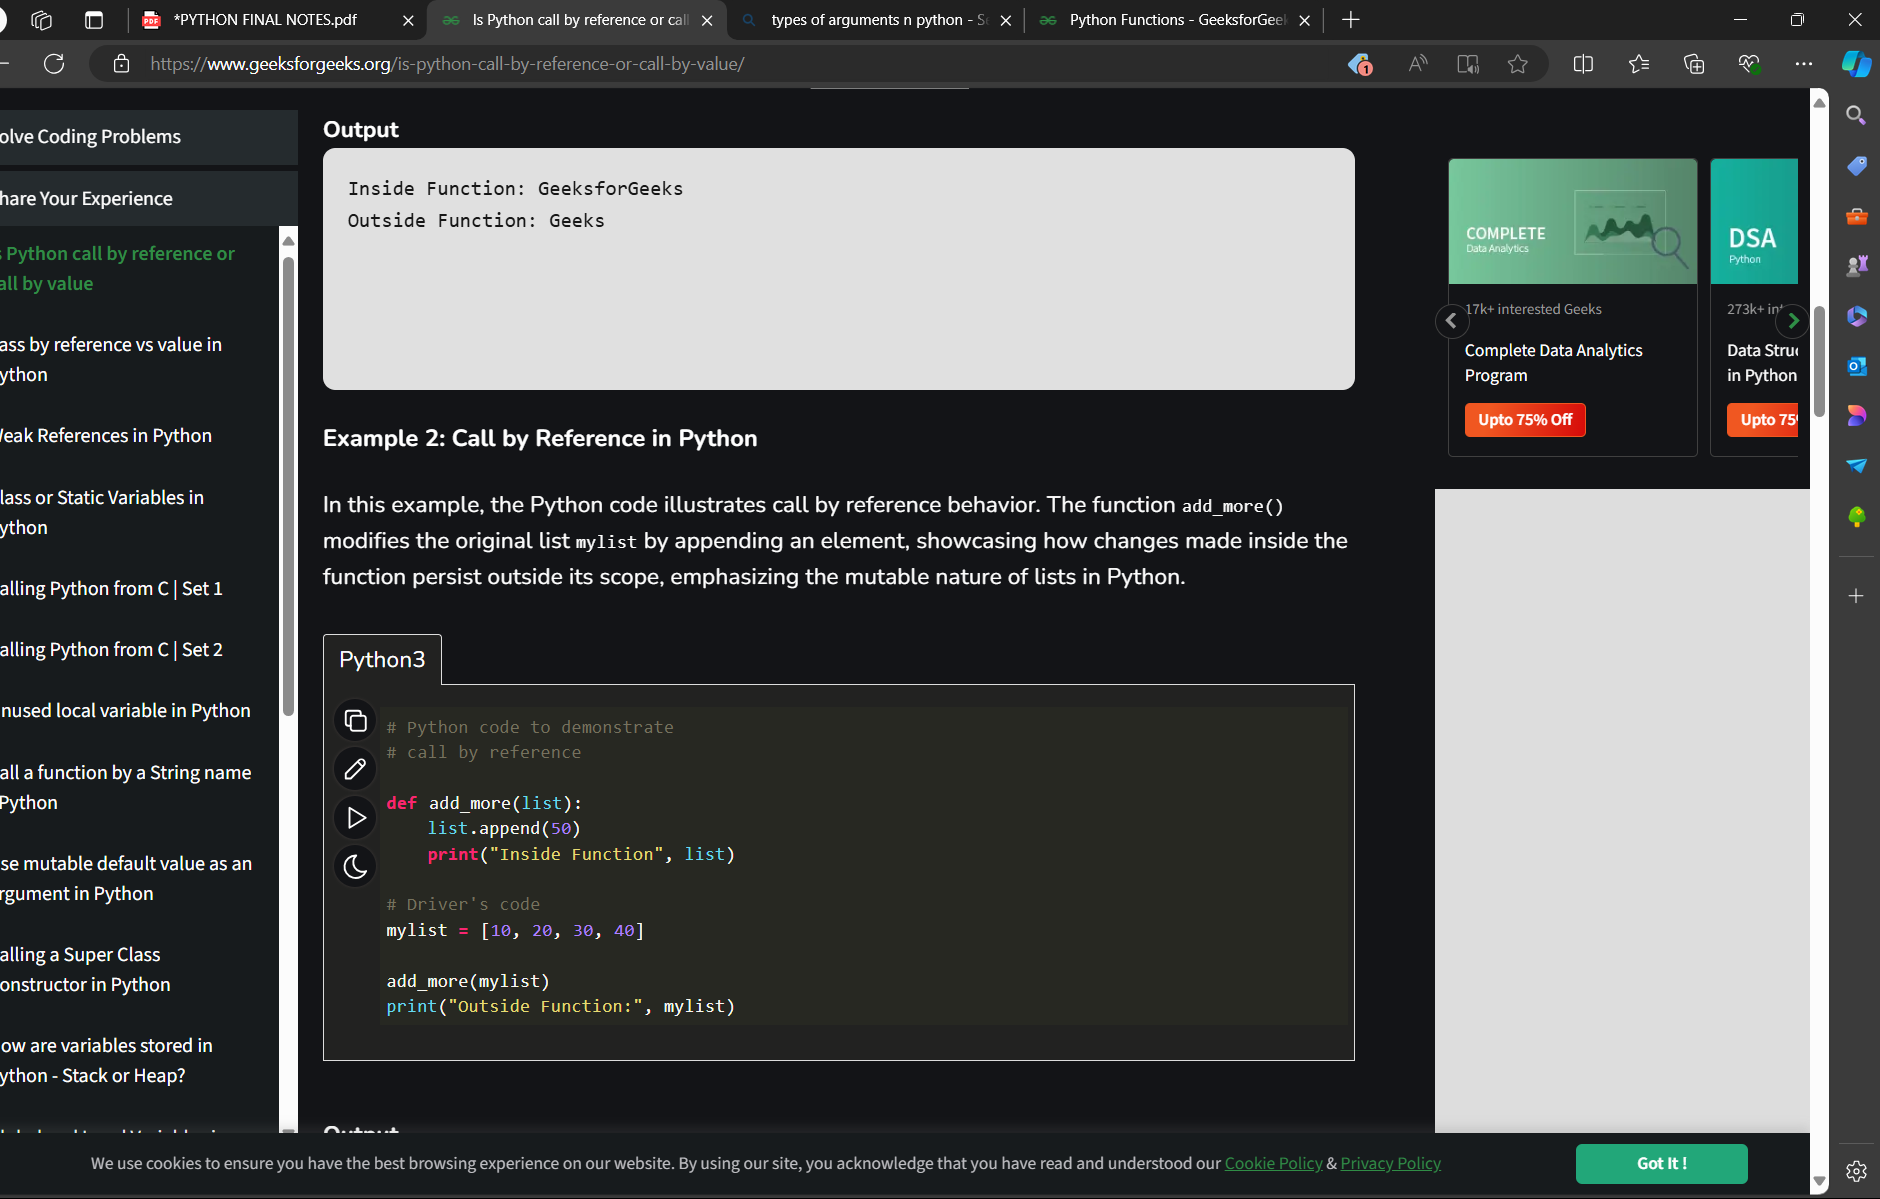 *PYTHON FINAL NOTES.pdf
Is Python call by reference or call
types of arguments n python - Se
Python Functions - GeeksforGeek
https://www.geeksforgeeks.org/is-python-call-by-reference-or-call-by-value/
1
olve Coding Problems
hare Your Experience
s Python call by reference or
all by value
ass by reference vs value in
ython
eak References in Python
lass or Static Variables in
ython
alling Python from C | Set 1
alling Python from C | Set 2
nused local variable in Python
all a function by a String name
Python
se mutable default value as an
rgument in Python
alling a Super Class
onstructor in Python
ow are variables stored in
ython - Stack or Heap?
Output
Inside Function: GeeksforGeeks
Outside Function: Geeks
Example 2: Call by Reference in Python
In this example, the Python code illustrates call by reference behavior. The function add_more()
modifies the original list mylist by appending an element, showcasing how changes made inside the
function persist outside its scope, emphasizing the mutable nature of lists in Python.
Python3
# Python code to demonstrate
# call by reference
def add_more(list):
list.append(50)
print("Inside Function", list)
# Driver's code
mylist = [10, 20, 30, 40]
add_more(mylist)
print("Outside Function:", mylist)
Output
COMPLETE
Data Analytics
17k+ interested Geeks
Complete Data Analytics
Program
Upto 75% Off
DSA
Python
273k+ int
Data Struc
in Python
Upto 75%
We use cookies to ensure you have the best browsing experience on our website. By using our site, you acknowledge that you have read and understood our Cookie Policy & Privacy Policy
Got It !